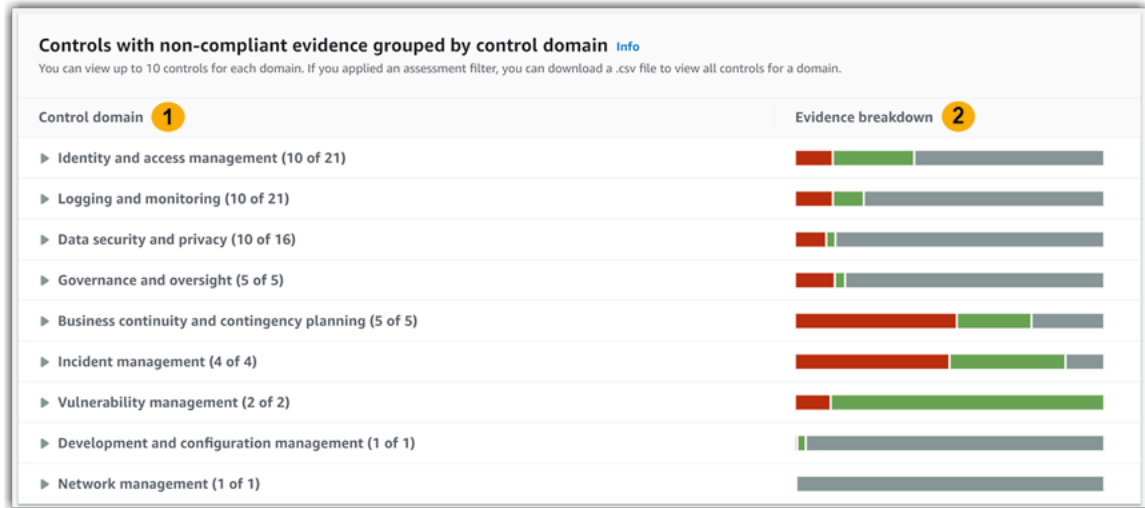 Controls with non-compliant evidence grouped by control domain Info
You can view up to 10 controls for each domain. If you applied an assessment filter, you can download a .csv file to view all controls for a domain.
Control domain 1 Evidence breakdown 2
Identity and access management (10 of 21)
Logging and monitoring (10 of 21)
Data security and privacy (10 of 16)
Governance and oversight (5 of 5)
Business continuity and contingency planning (5 of 5)
Incident management (4 of 4)
Vulnerability management (2 of 2)
Development and configuration management (1 of 1)
Network management (1 of 1)